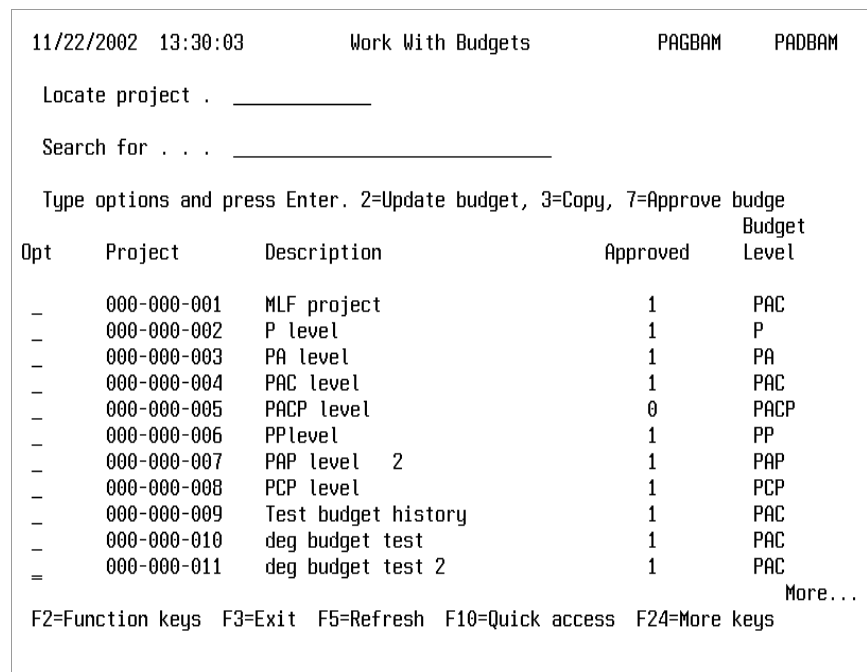 11/22/2002 13:30:03 Work With Budgets PAGBAM PADBAM
Locate project . _____________
Search for . . . ______________________________
Type options and press Enter. 2=Update budget, 3=Copy, 7=Approve budge
Budget
Opt Project Description Approved Level
_ 000-000-001 MLF project 1 PAC
_ 000-000-002 P level 1 P
_ 000-000-003 PA level 1 PA
_ 000-000-004 PAC level 1 PAC
_ 000-000-005 PACP level 0 PACP
_ 000-000-006 PPlevel 1 PP
_ 000-000-007 PAP level 2 1 PAP
_ 000-000-008 PCP level 1 PCP
_ 000-000-009 Test budget history 1 PAC
_ 000-000-010 deg budget test 1 PAC
_ 000-000-011 deg budget test 2 1 PAC
More...
F2=Function keys F3=Exit F5=Refresh F10=Quick access F24=More keys